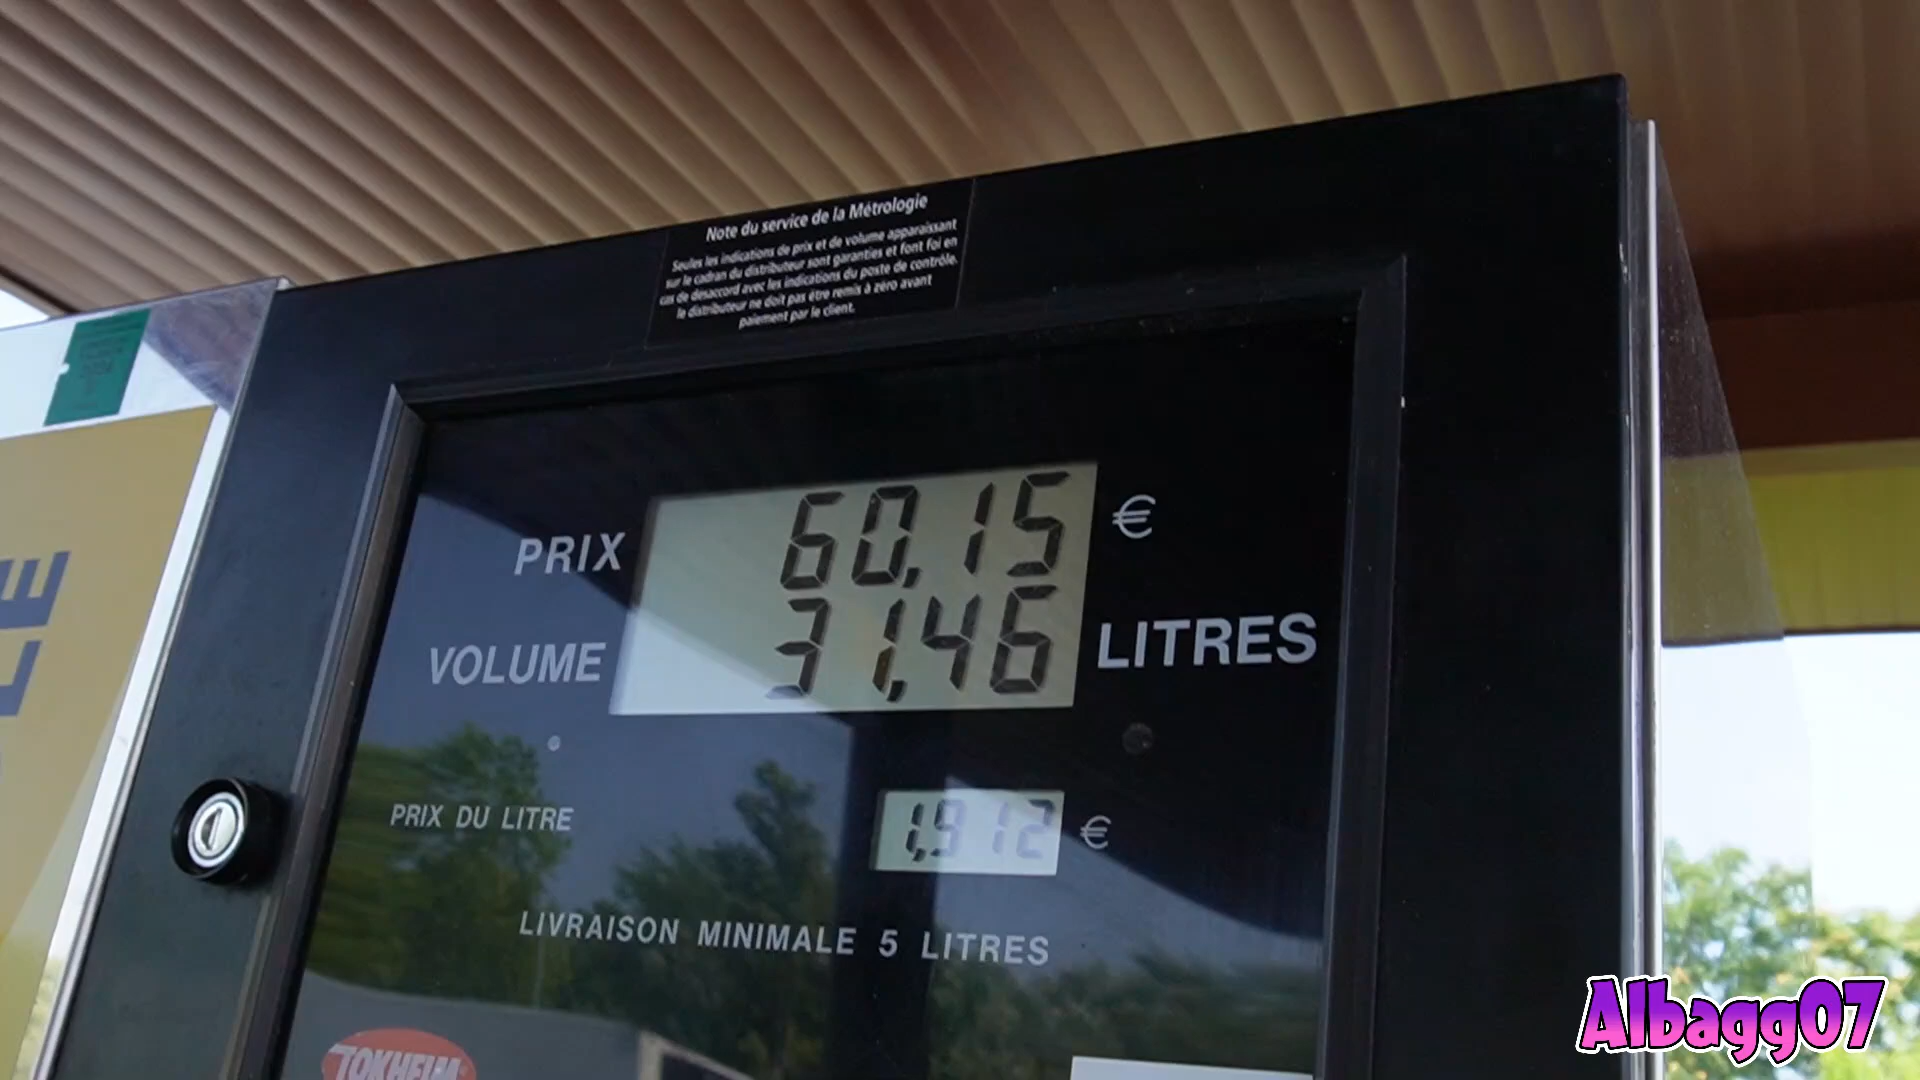 Note du service de la Métrologie
Seules les indications de prix et de volume apparaissant
sur le cadran du distributeur sont garanties et font foi en
cas de desaccord avec les indications du poste de contrôle.
le distributeur ne doit pas être remis à zéro avant
paiement par le client.
PRIX 60,15 €
VOLUME 31,46 LITRES
PRIX DU LITRE 1,912 €
LIVRAISON MINIMALE 5 LITRES
TOKHEIM
Albagg07